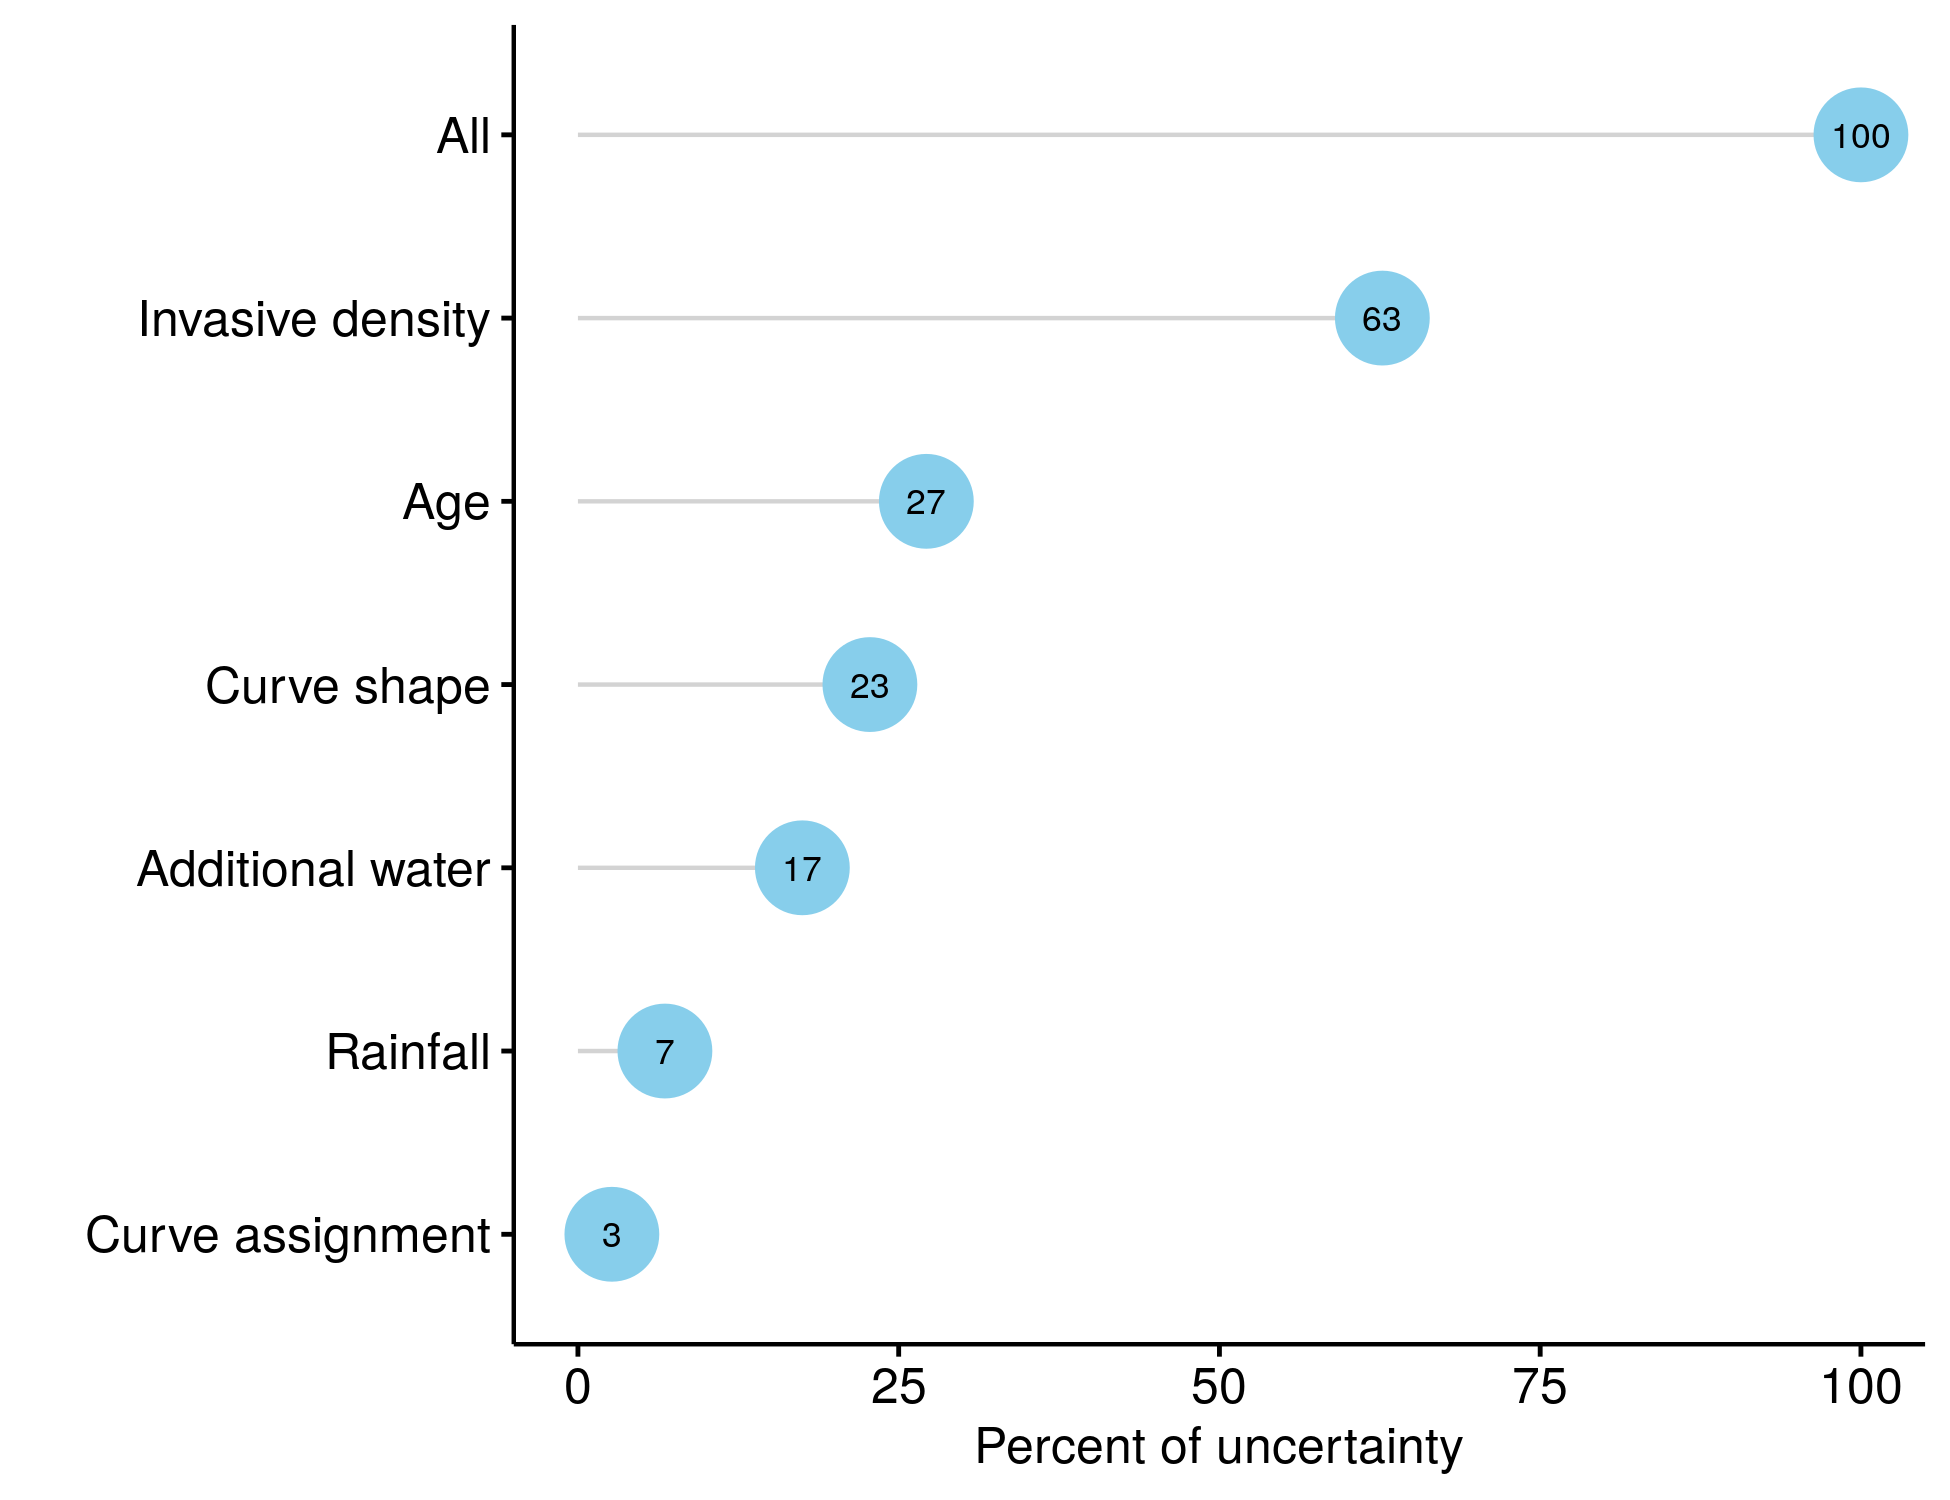 All 100
Invasive density 63
Age 27
Curve shape 23
Additional water 17
Rainfall 7
Curve assignment 3
0 25 50 75 100
Percent of uncertainty